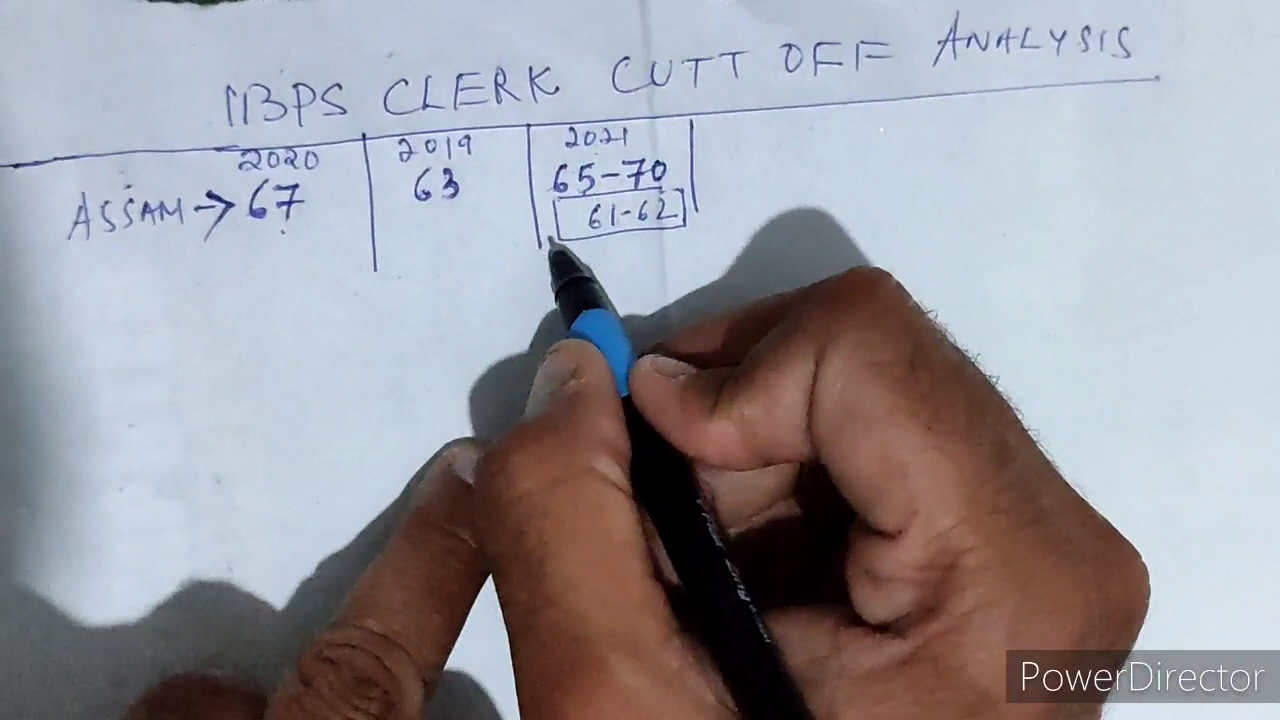 IBPS CLERK CUTT OFF ANALYSIS
2020 2019 2021
ASSAM → 67 63 65-70
61-62
PowerDirector